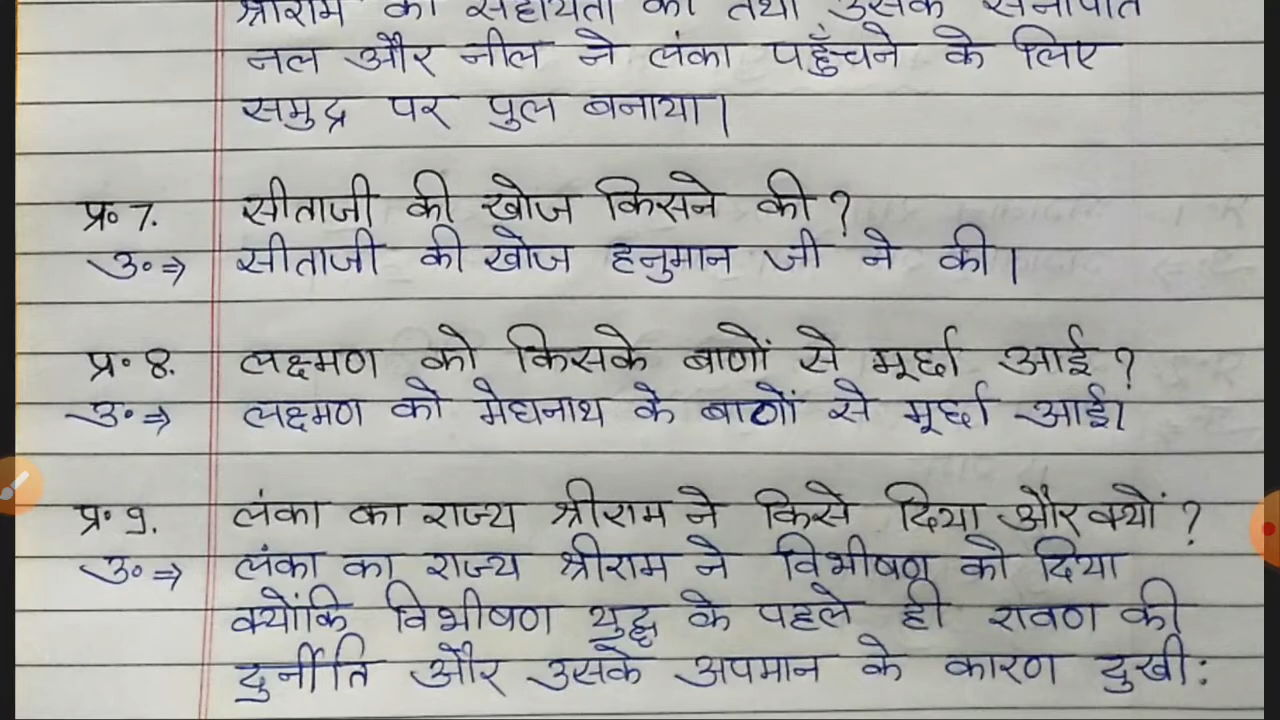 श्रीराम की सहायता की तथा उसके सेनापति
नल और नील ने लंका पहुँचने के लिए
समुद्र पर पुल बनाया।
प्र॰ 7. सीताजी की खोज किसने की ?
उ॰ ⇒ सीताजी की खोज हनुमान जी ने की।
प्र॰ 8. लक्ष्मण को किसके बाणों से मूर्छा आई ?
उ॰ ⇒ लक्ष्मण को मेघनाथ के बाणों से मूर्छा आई।
प्र॰ 9. लंका का राज्य श्रीराम ने किसे दिया और क्यों ?
उ॰ ⇒ लंका का राज्य श्रीराम ने विभीषण को दिया
क्योंकि विभीषण युद्ध के पहले ही रावण की
दुर्नीति और उसके अपमान के कारण दुखी: